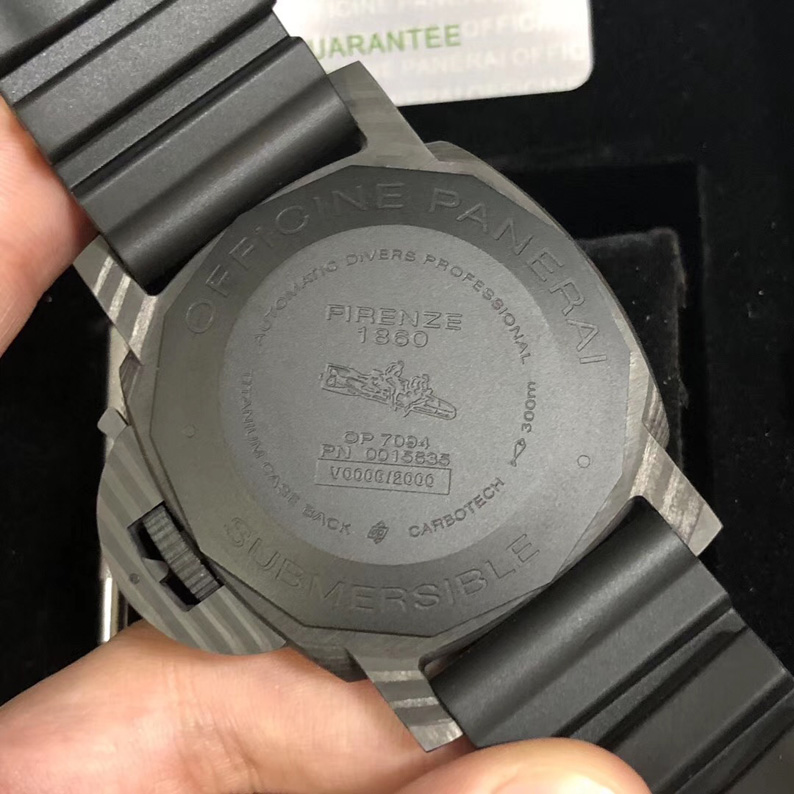 GUARANTEE
OFFICINE PANERAI
AUTOMATIC DIVERS PROFESSIONAL
300m
FIRENZE
1860
OP 7094
PN 0015635
V0000/2000
TITANIUM CASE BACK
CARBOTECH
SUBMERSIBLE